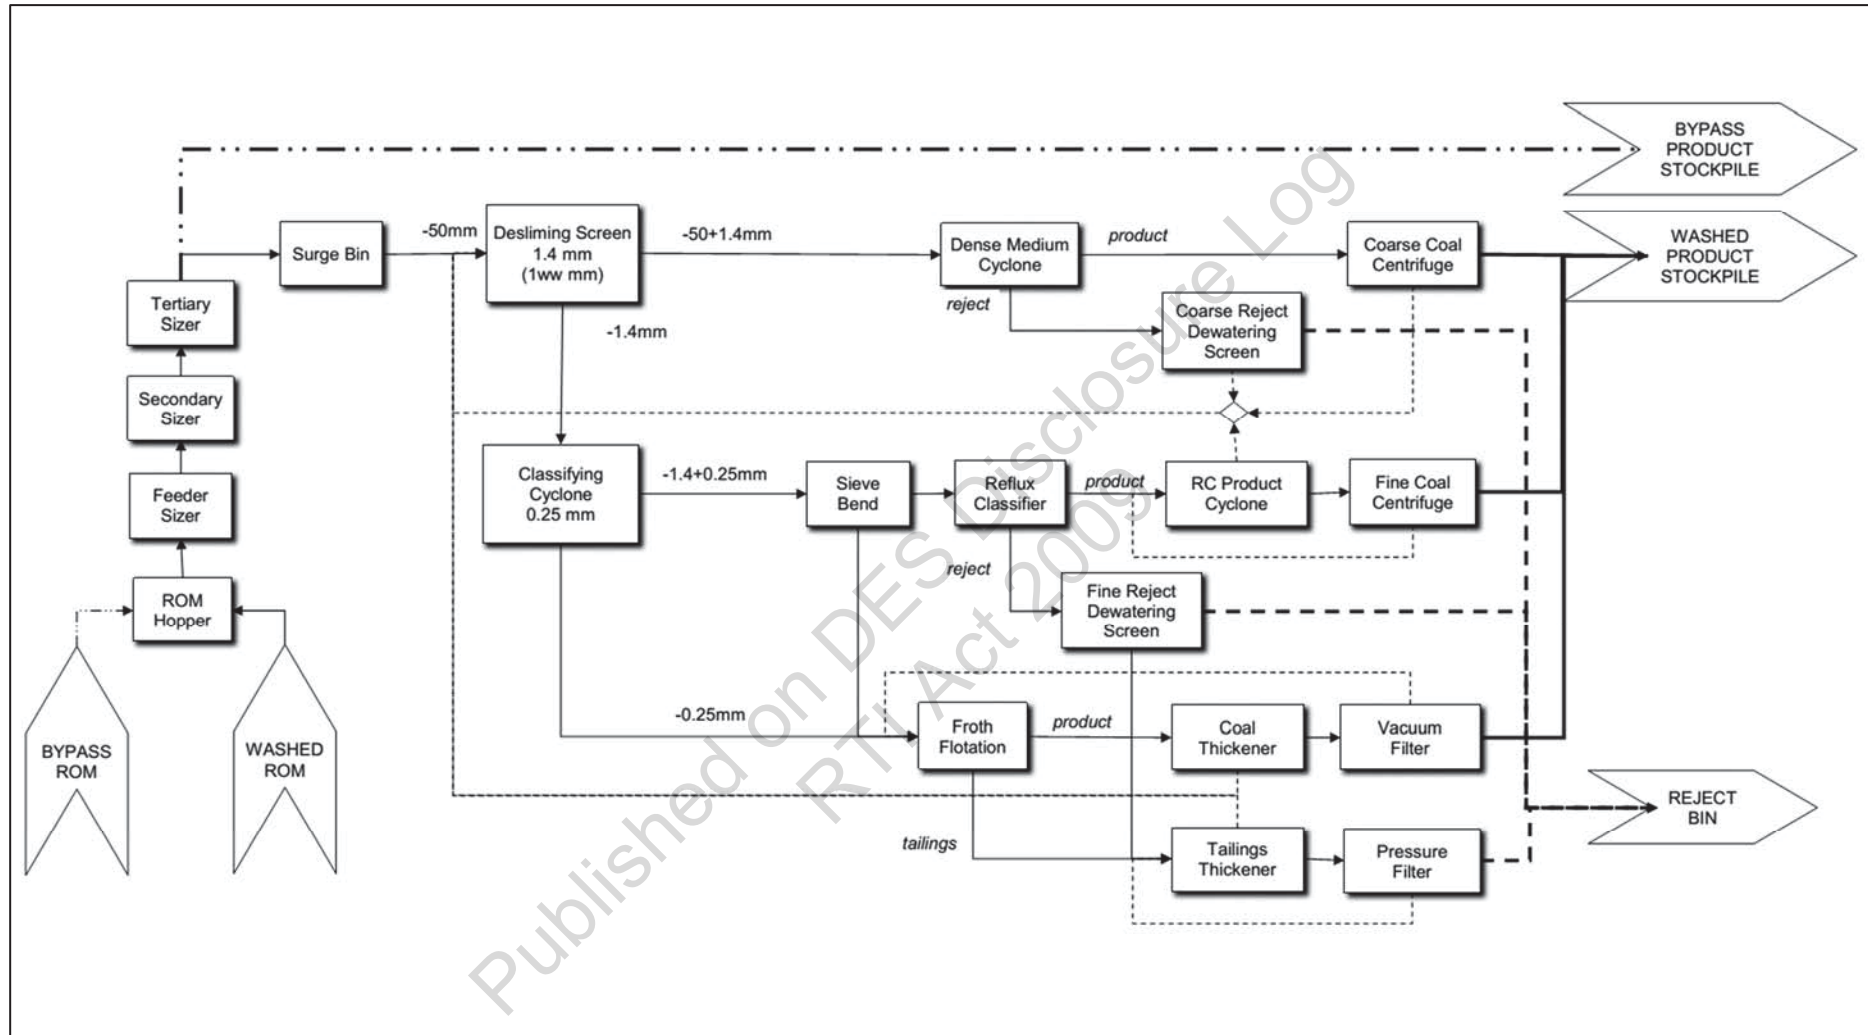 BYPASS
PRODUCT
STOCKPILE
-50mm
Desliming Screen
1.4 mm
(1ww mm)
-50+1.4mm
Dense Medium
Cyclone
product
Coarse Coal
Centrifuge
WASHED
PRODUCT
STOCKPILE
Surge Bin
reject
Tertiary
Sizer
Coarse Reject
Dewatering
Screen
-1.4mm
Secondary
Sizer
Classifying
Cyclone
0.25 mm
-1.4+0.25mm
Sieve
Bend
Reflux
Classifier
product
RC Product
Cyclone
Fine Coal
Centrifuge
Feeder
Sizer
reject
ROM
Hopper
Fine Reject
Dewatering
Screen
-0.25mm
Froth
Flotation
product
Coal
Thickener
Vacuum
Filter
BYPASS
ROM
WASHED
ROM
REJECT
BIN
tailings
Tailings
Thickener
Pressure
Filter
Published on DES Disclosure Log
RTI Act 2009